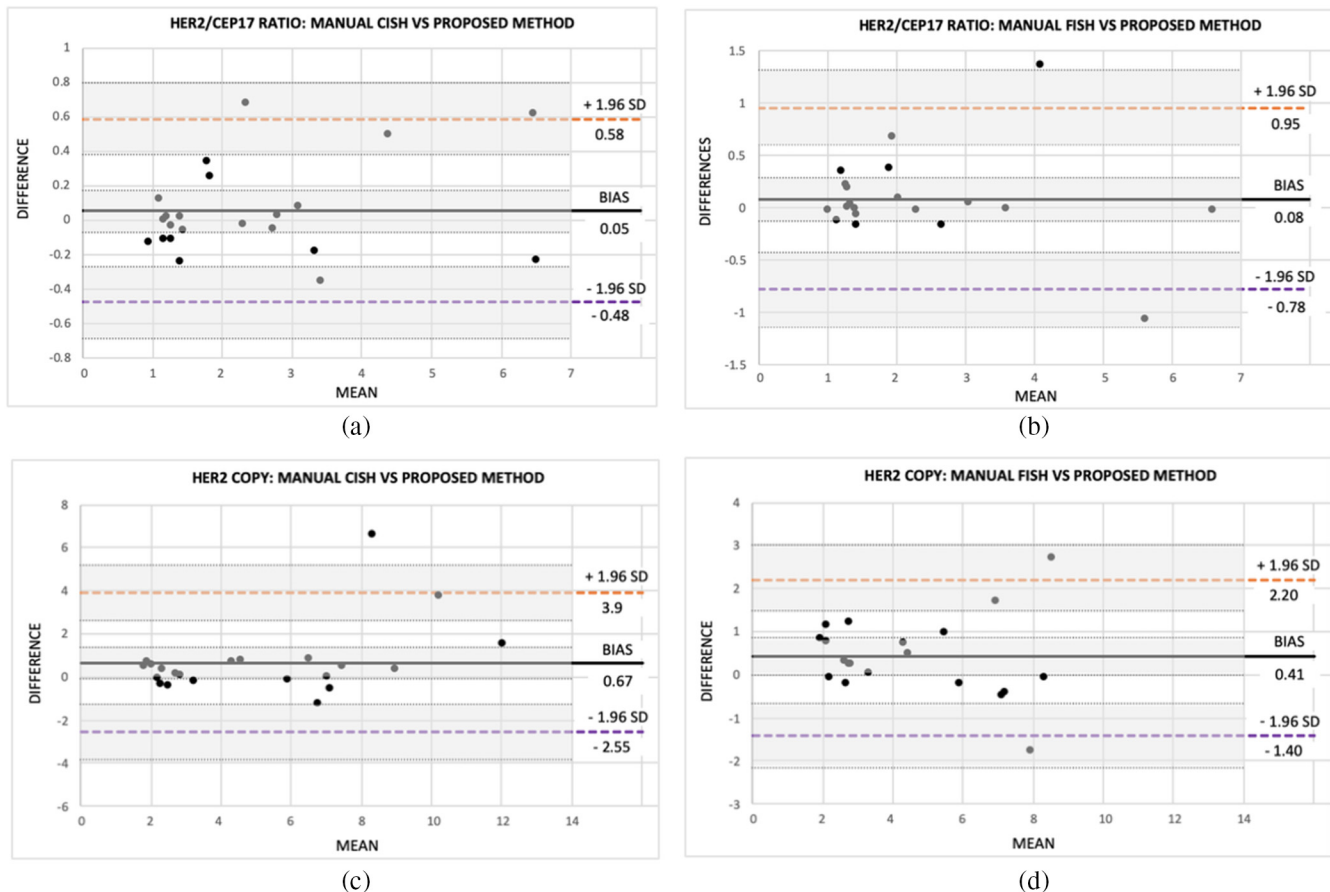 HER2/CEP17 RATIO: MANUAL CISH VS PROPOSED METHOD
1
0.8
0.6
0.4
0.2
0
-0.2
-0.4
-0.6
-0.8
DIFFERENCE
+ 1.96 SD
0.58
BIAS
0.05
- 1.96 SD
- 0.48
0 1 2 3 4 5 6 7
MEAN
(a)
HER2/CEP17 RATIO: MANUAL FISH VS PROPOSED METHOD
1.5
1
0.5
0
-0.5
-1
-1.5
DIFFERENCES
+ 1.96 SD
0.95
BIAS
0.08
- 1.96 SD
- 0.78
0 1 2 3 4 5 6 7
MEAN
(b)
HER2 COPY: MANUAL CISH VS PROPOSED METHOD
8
6
4
2
0
-2
-4
-6
DIFFERENCE
+ 1.96 SD
3.9
BIAS
0.67
- 1.96 SD
- 2.55
0 2 4 6 8 10 12 14
MEAN
(c)
HER2 COPY: MANUAL FISH VS PROPOSED METHOD
4
3
2
1
0
-1
-2
-3
DIFFERENCE
+ 1.96 SD
2.20
BIAS
0.41
- 1.96 SD
- 1.40
0 2 4 6 8 10 12 14
MEAN
(d)